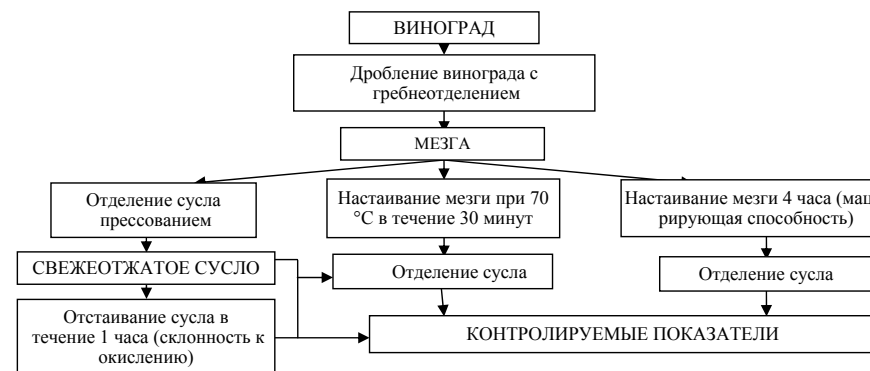 ВИНОГРАД
Дробление винограда с
гребнеотделением
МЕЗГА
Отделение сусла
прессованием
Настаивание мезги при 70
°С в течение 30 минут
Настаивание мезги 4 часа (мац
рирующая способность)
СВЕЖЕОТЖАТОЕ СУСЛО
Отделение сусла
Отделение сусла
Отстаивание сусла в
течение 1 часа (склонность к
окислению)
КОНТРОЛИРУЕМЫЕ ПОКАЗАТЕЛИ